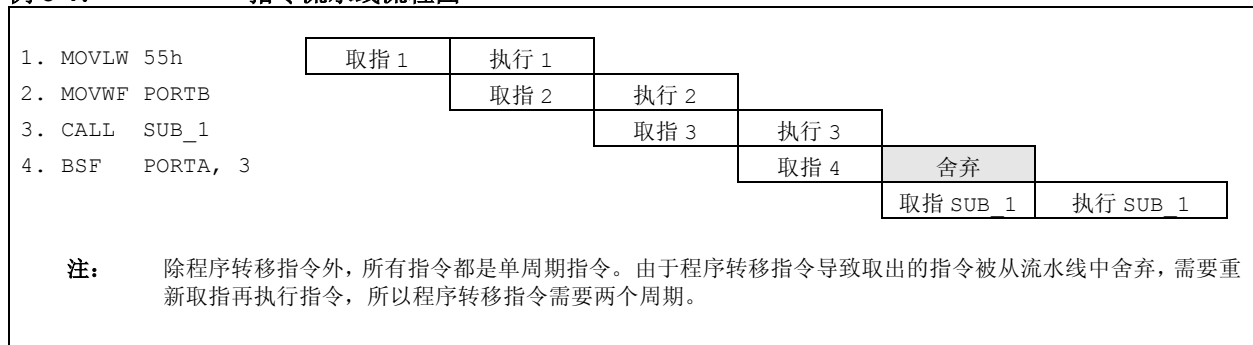 1. MOVLW 55h 取指 1 执行 1
2. MOVWF PORTB 取指 2 执行 2
3. CALL SUB_1 取指 3 执行 3
4. BSF PORTA, 3 取指 4 舍弃
取指 SUB_1 执行 SUB_1
注： 除程序转移指令外，所有指令都是单周期指令。由于程序转移指令导致取出的指令被从流水线中舍弃，需要重
新取指再执行指令，所以程序转移指令需要两个周期。